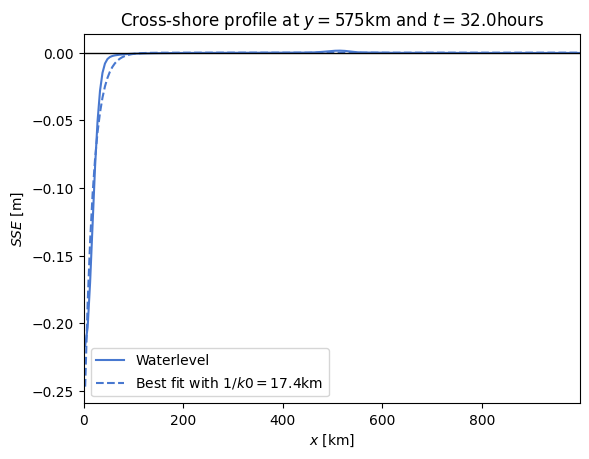 Cross-shore profile at y = 575km and t = 32.0hours
0.00
−0.05
−0.10
−0.15
−0.20
−0.25
SSE [m]
Waterlevel
Best fit with 1/k0 = 17.4km
0 200 400 600 800
x [km]